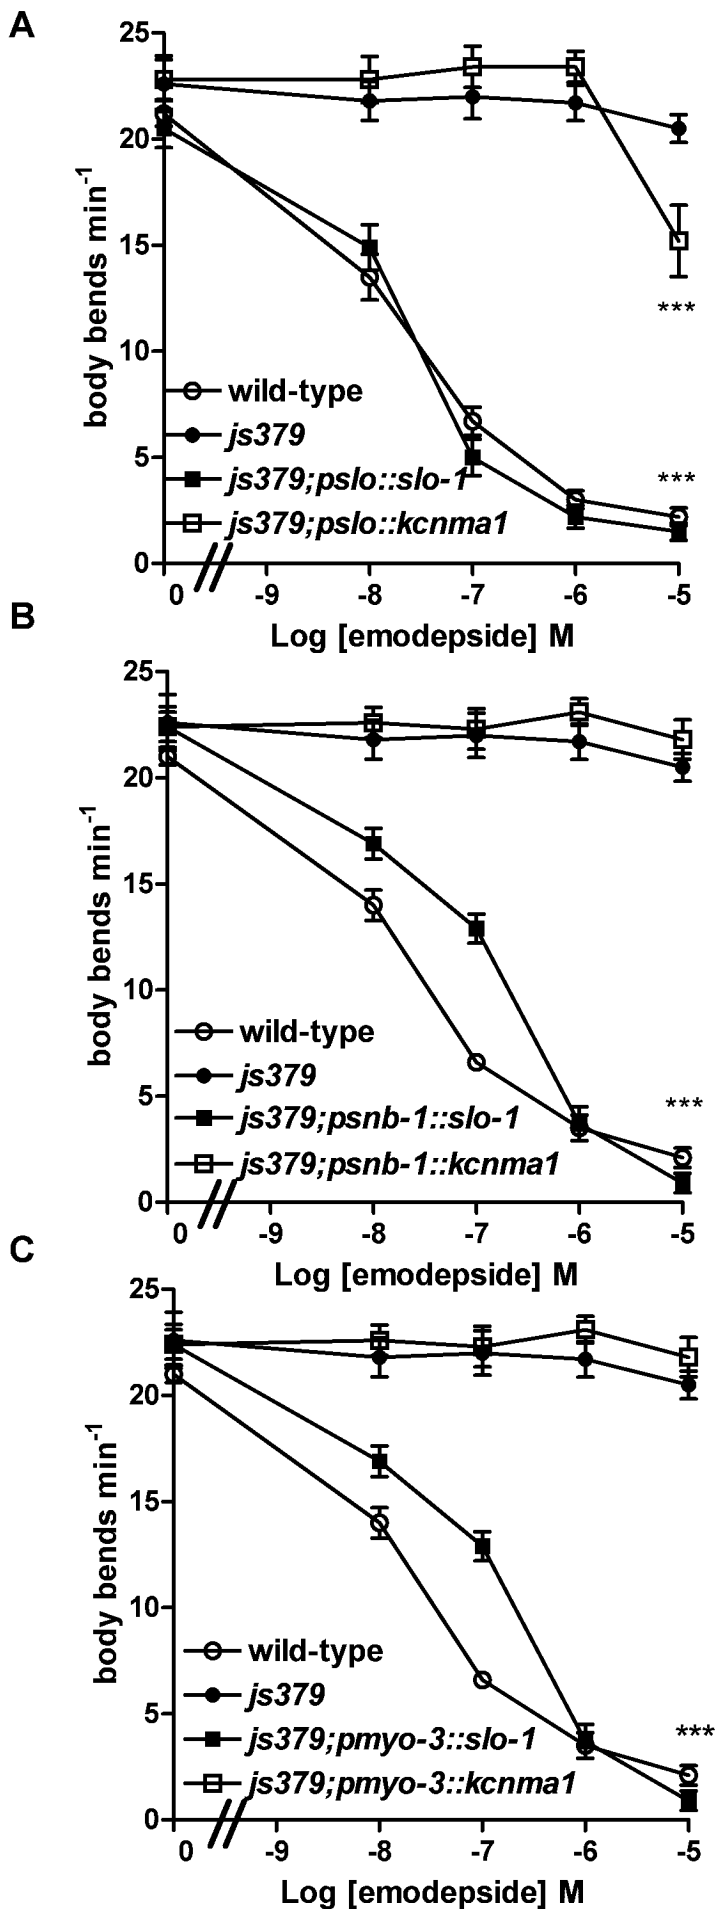 A
25
20
15
10
5
0
body bends min-1
wild-type
js379
js379;pslo::slo-1
js379;pslo::kcnma1
***
***
0 -9 -8 -7 -6 -5
Log [emodepside] M
B
25
20
15
10
5
0
body bends min-1
wild-type
js379
js379;psnb-1::slo-1
js379;psnb-1::kcnma1
***
0 -9 -8 -7 -6 -5
Log [emodepside] M
C
25
20
15
10
5
0
body bends min-1
wild-type
js379
js379;pmyo-3::slo-1
js379;pmyo-3::kcnma1
***
0 -9 -8 -7 -6 -5
Log [emodepside] M